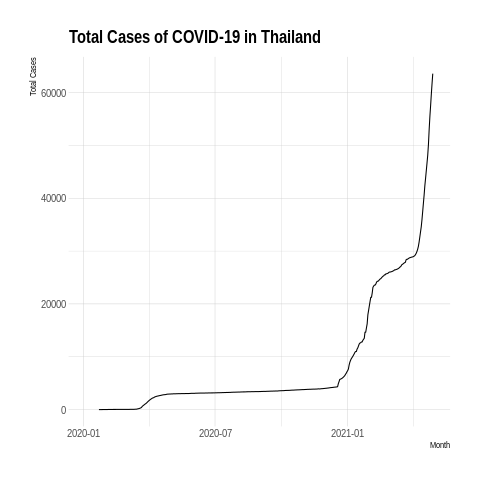 Total Cases of COVID-19 in Thailand
Total Cases
60000
40000
20000
0
2020-01
2020-07
2021-01
Month